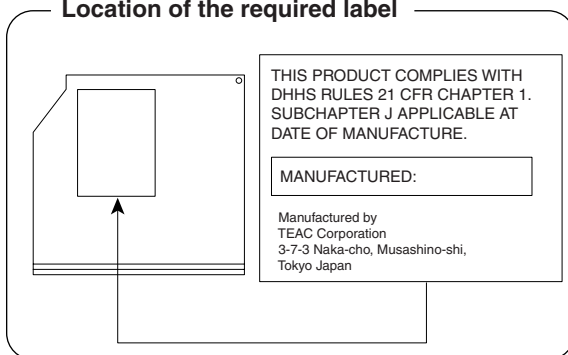 Location of the required label
THIS PRODUCT COMPLIES WITH
DHHS RULES 21 CFR CHAPTER 1.
SUBCHAPTER J APPLICABLE AT
DATE OF MANUFACTURE.
MANUFACTURED:
Manufactured by
TEAC Corporation
3-7-3 Naka-cho, Musashino-shi,
Tokyo Japan